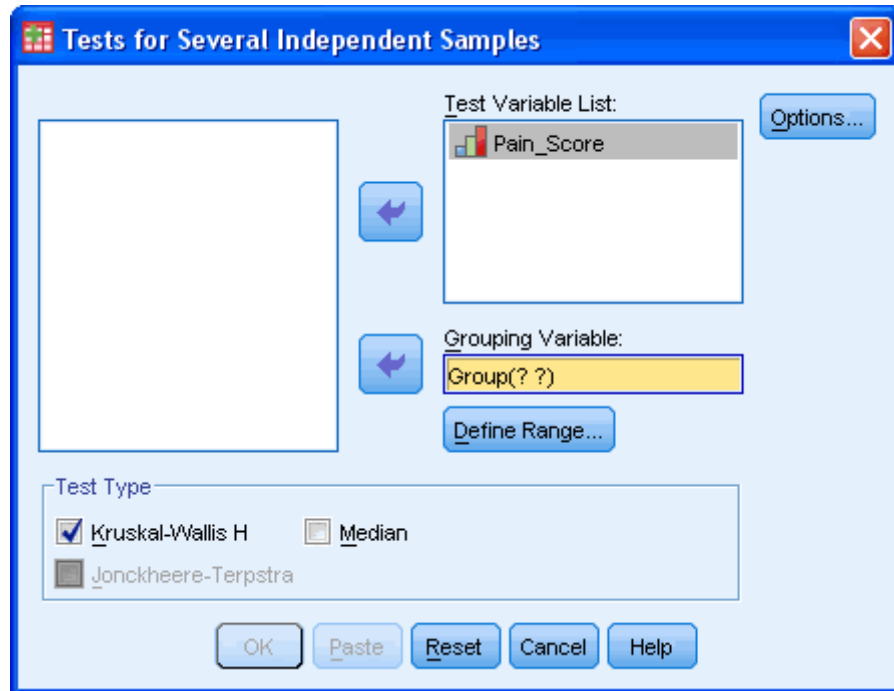 Tests for Several Independent Samples
Test Variable List:
Pain_Score
Options...
Grouping Variable:
Group(? ?)
Define Range...
Test Type
Kruskal-Wallis H
Median
Jonckheere-Terpstra
OK
Paste
Reset
Cancel
Help